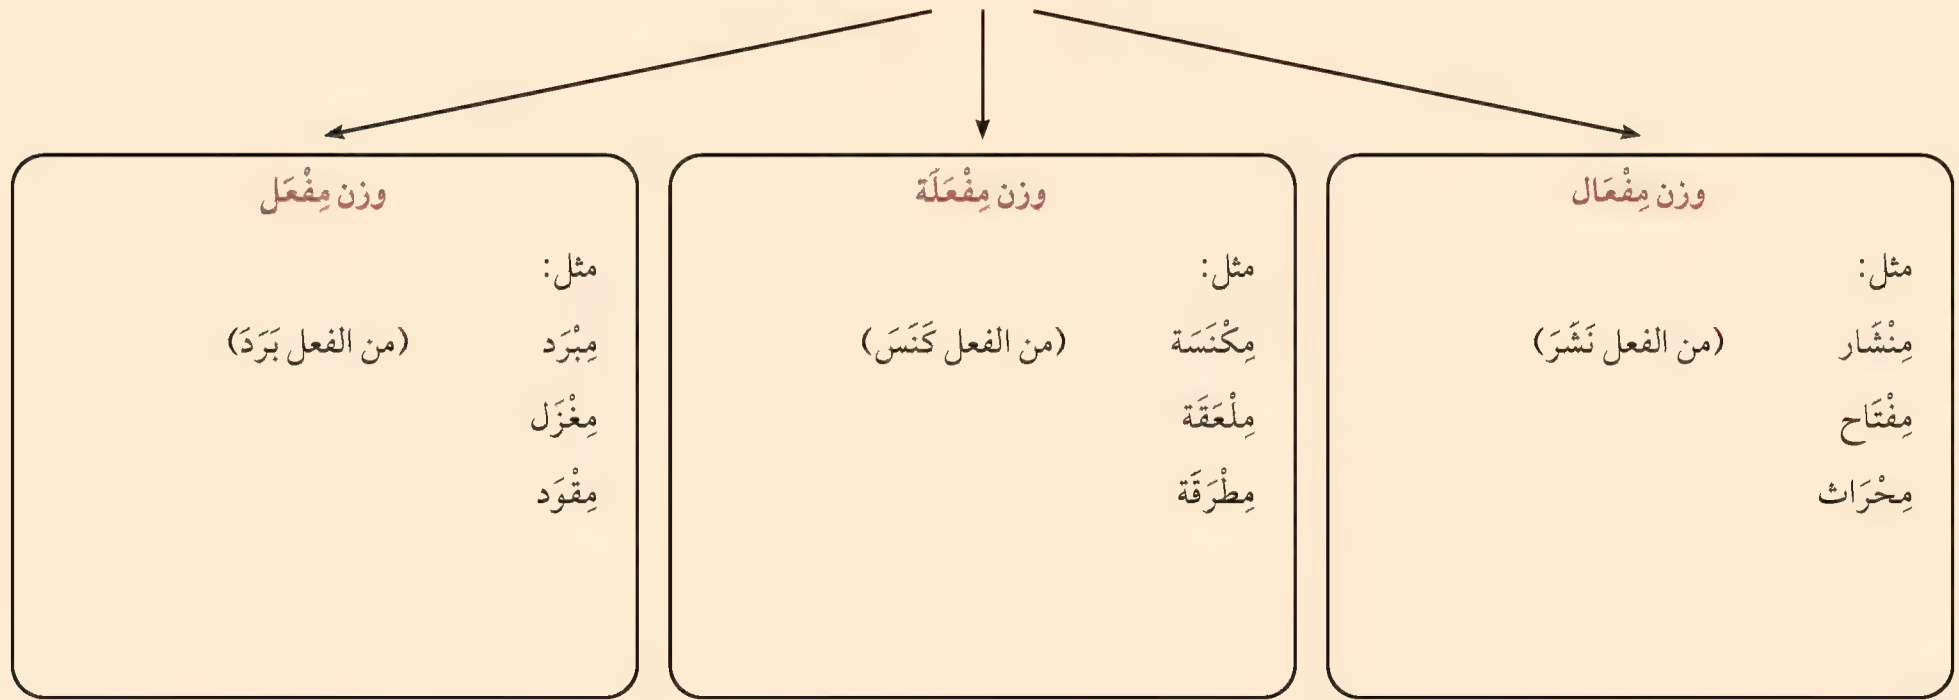 وزن مِفْعَال
مثل:
مِنْشَار (من الفعل نَشَرَ)
مِفْتَاح
مِحْرَاث
وزن مِفْعَلَة
مثل:
مِكْنَسَة (من الفعل كَنَسَ)
مِلْعَقَة
مِطْرَقَة
وزن مِفْعَل
مثل:
مِبْرَد (من الفعل بَرَدَ)
مِغْزَل
مِقْوَد